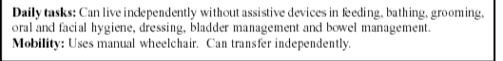 Daily tasks: Can live independently without assistive devices in feeding, bathing, grooming,
oral and facial hygiene, dressing, bladder management and bowel management.
Mobility: Uses manual wheelchair. Can transfer independently.